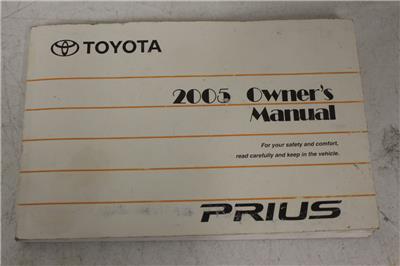 TOYOTA
2005 Owner's
Manual
For your safety and comfort,
read carefully and keep in the vehicle.
PRIUS